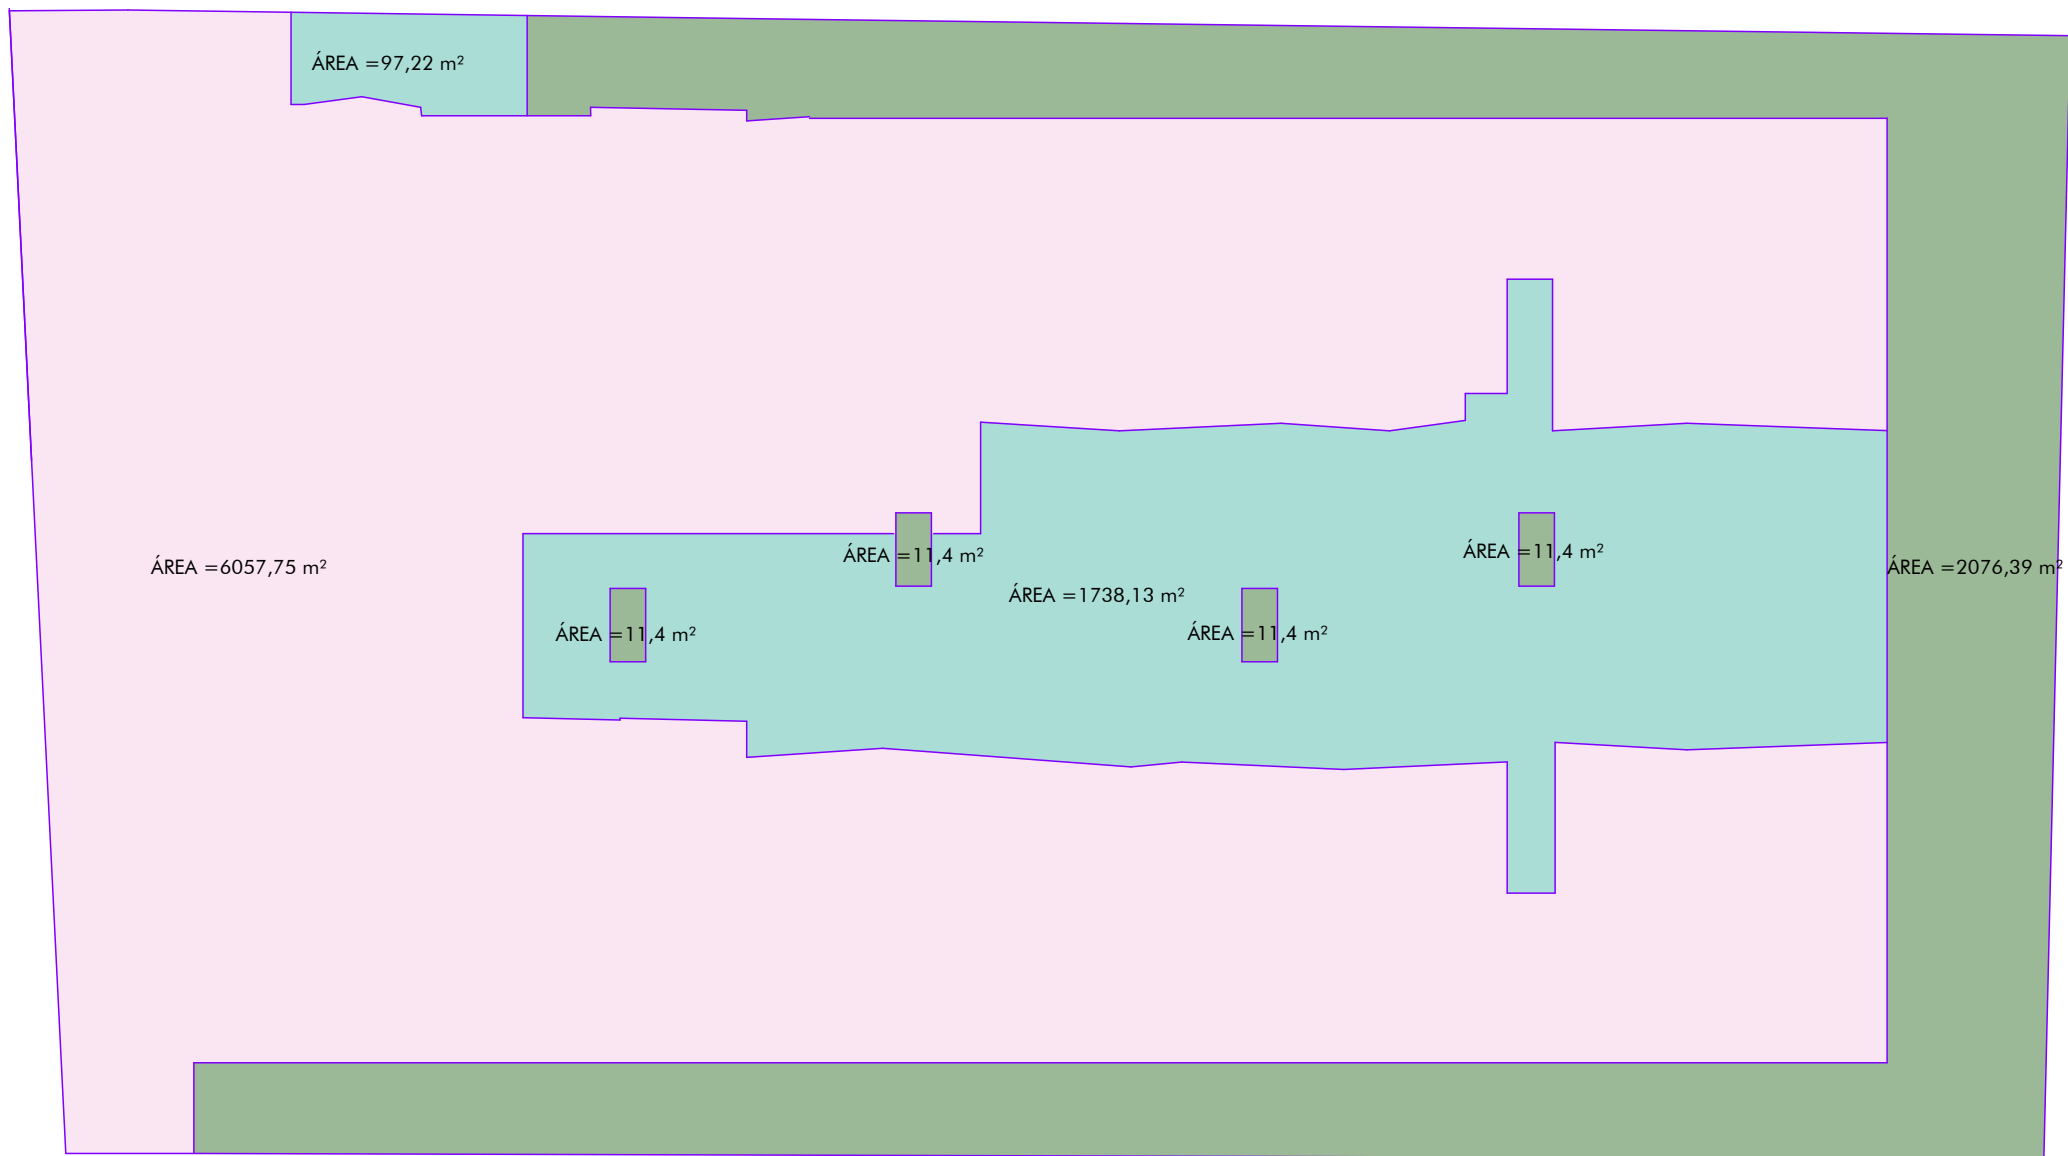 ÁREA =97,22 m²
ÁREA =11,4 m²
ÁREA =11,4 m²
ÁREA =6057,75 m²
ÁREA =2076,39 m²
ÁREA =1738,13 m²
ÁREA =11,4 m²
ÁREA =11,4 m²